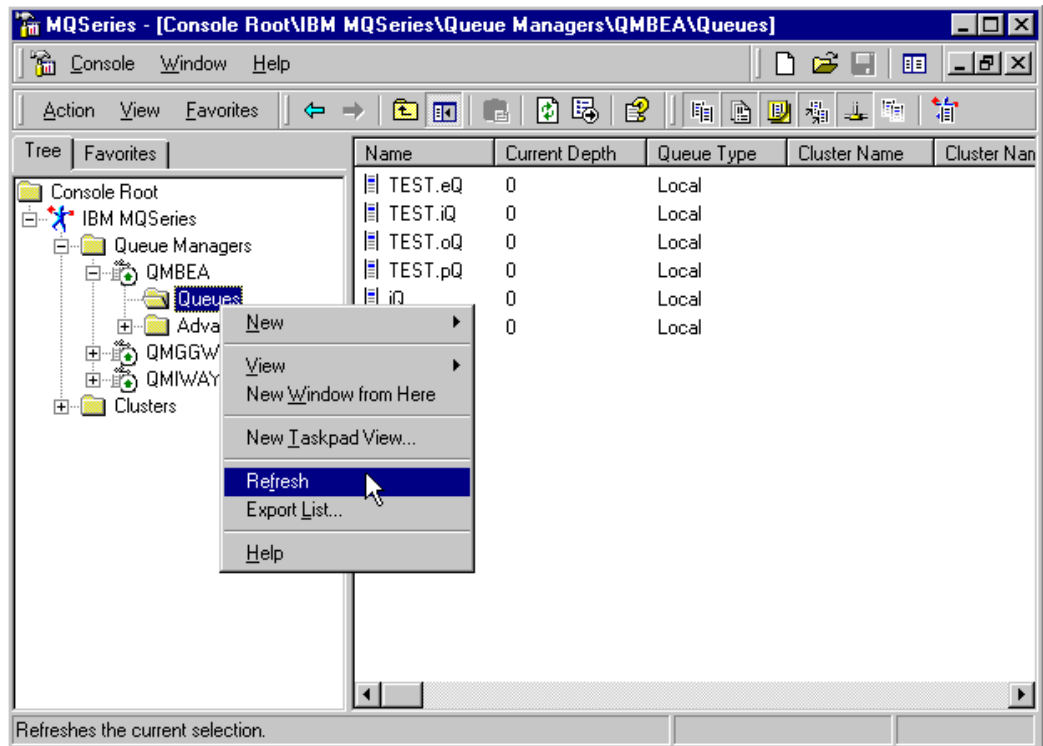 MQSeries - [Console Root\IBM MQSeries\Queue Managers\QMBEA\Queues]
Console Window Help
Action View Favorites
Tree Favorites
Name Current Depth Queue Type Cluster Name Cluster Nan
Console Root
IBM MQSeries
Queue Managers
QMBEA
Queues
Adva
QMGGW
QMIWAY
Clusters
TEST.eQ 0 Local
TEST.iQ 0 Local
TEST.oQ 0 Local
TEST.pQ 0 Local
iQ 0 Local
0 Local
New
View
New Window from Here
New Taskpad View...
Refresh
Export List...
Help
Refreshes the current selection.